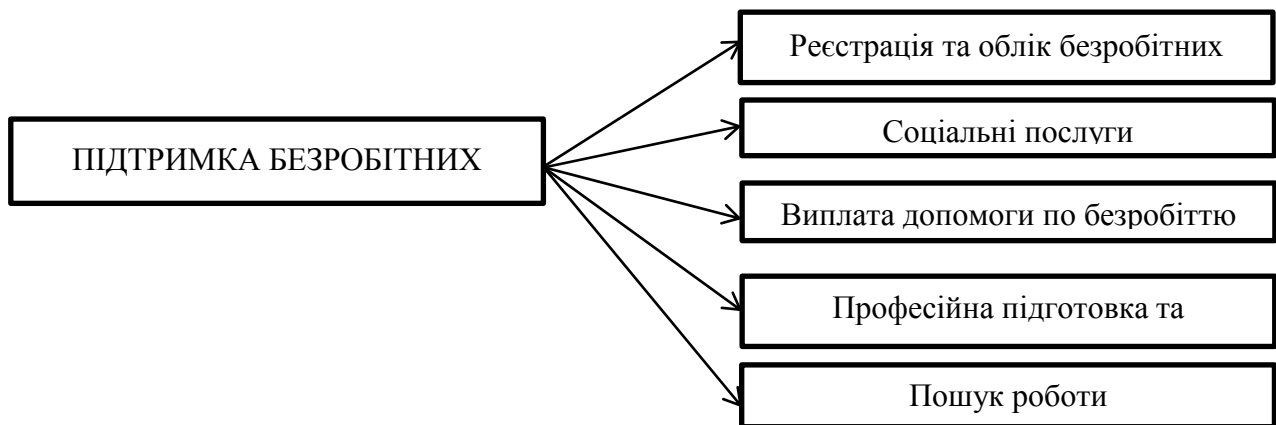 Реєстрація та облік безробітних
Соціальні послуги
ПІДТРИМКА БЕЗРОБІТНИХ
Виплата допомоги по безробіттю
Професійна підготовка та
Пошук роботи